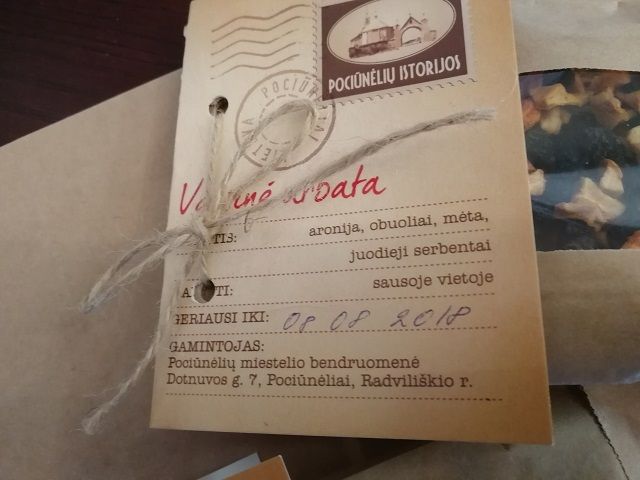 POCIŪNĖLIŲ ISTORIJOS
aronija, obuoliai, mėta,
juodieji serbentai
sausoje vietoje
GERIAUSI IKI: 08 08 2018
GAMINTOJAS:
Pociūnėlių miestelio bendruomenė
Dotnuvos g. 7, Pociūnėliai, Radviliškio r.